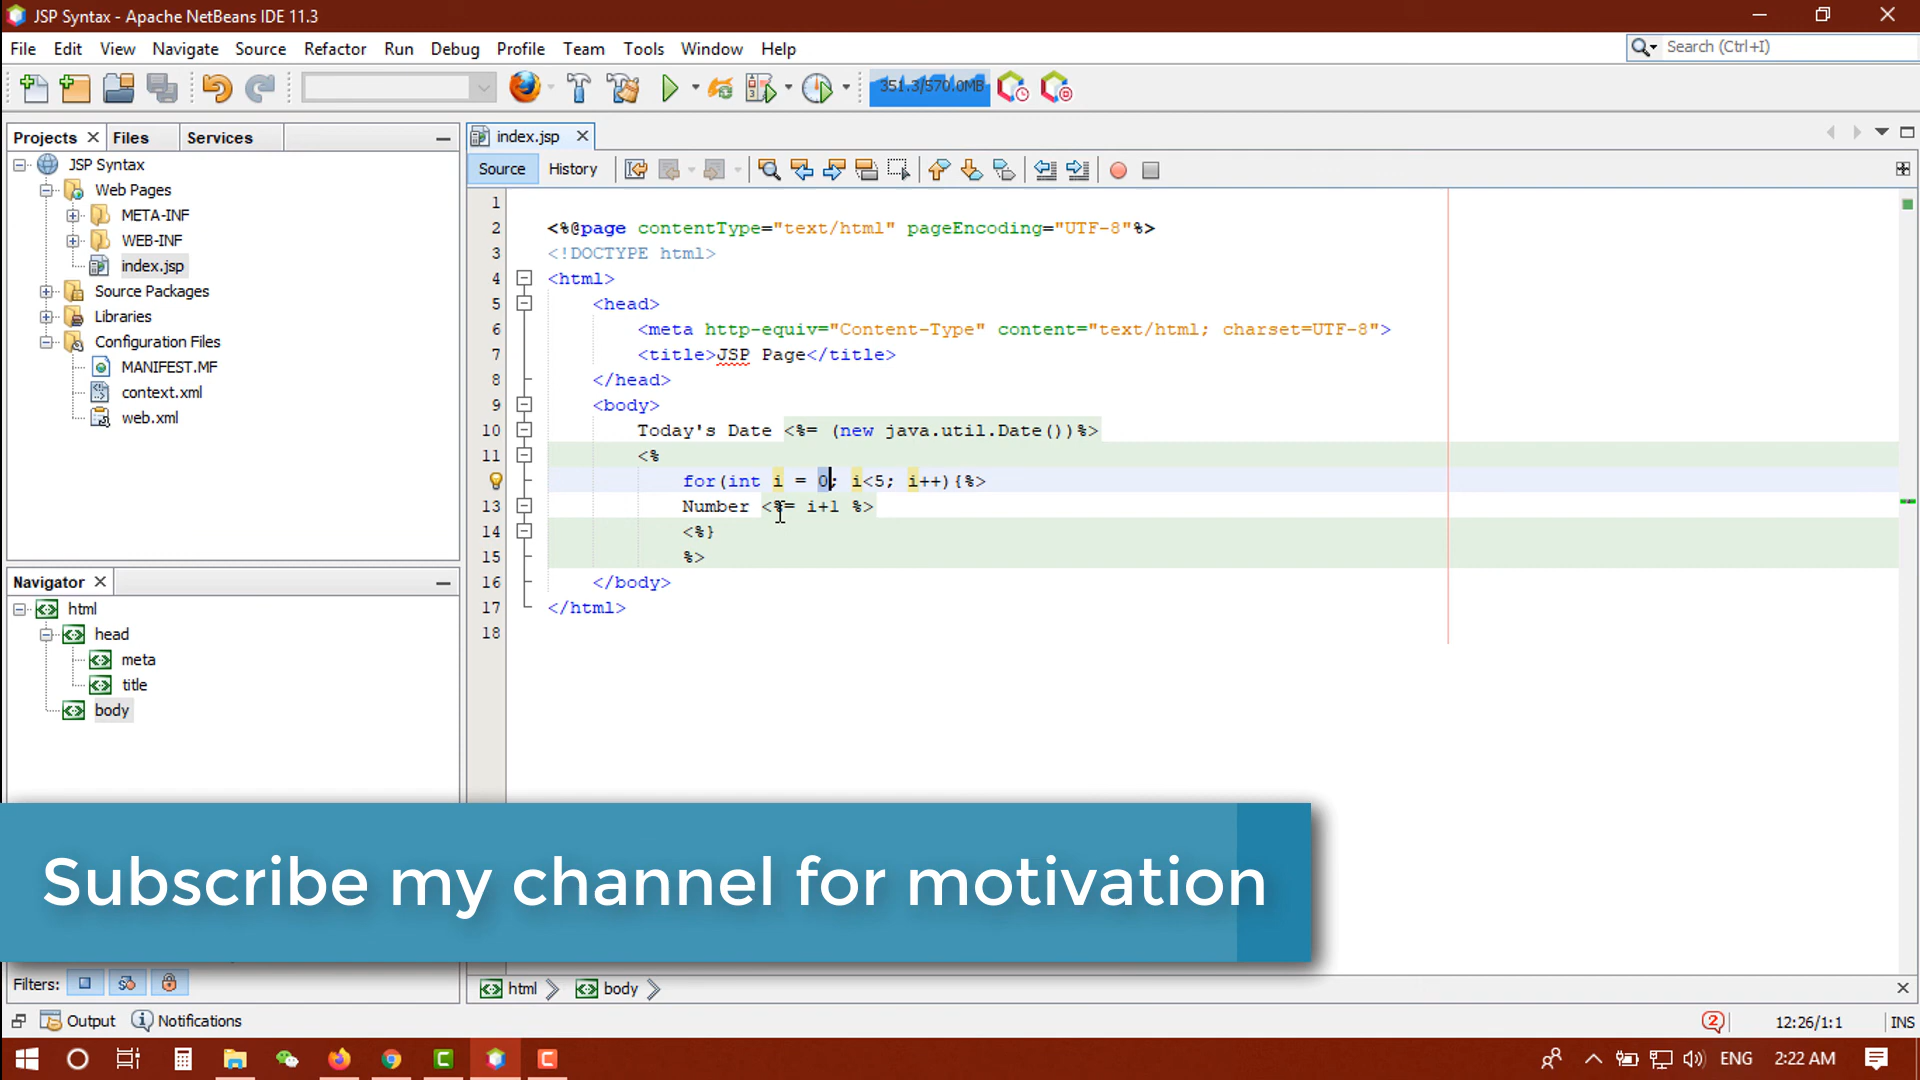 JSP Syntax - Apache NetBeans IDE 11.3
File Edit View Navigate Source Refactor Run Debug Profile Team Tools Window Help
Search (Ctrl+I)
351.3/570.0MB
Projects Files Services
index.jsp
Source History
JSP Syntax
Web Pages
META-INF
WEB-INF
index.jsp
Source Packages
Libraries
Configuration Files
MANIFEST.MF
context.xml
web.xml
1
2 <%@page contentType="text/html" pageEncoding="UTF-8"%>
3 <!DOCTYPE html>
4 <html>
5 <head>
6 <meta http-equiv="Content-Type" content="text/html; charset=UTF-8">
7 <title>JSP Page</title>
8 </head>
9 <body>
10 Today's Date <%= (new java.util.Date())%>
11 <%
for(int i = 0; i<5; i++){%>
13 Number <%= i+1 %>
14 <%}
15 %>
16 </body>
17 </html>
18
Navigator
html
head
meta
title
body
Subscribe my channel for motivation
Filters:
html body
Output Notifications
2 12:26/1:1 INS
ENG 2:22 AM